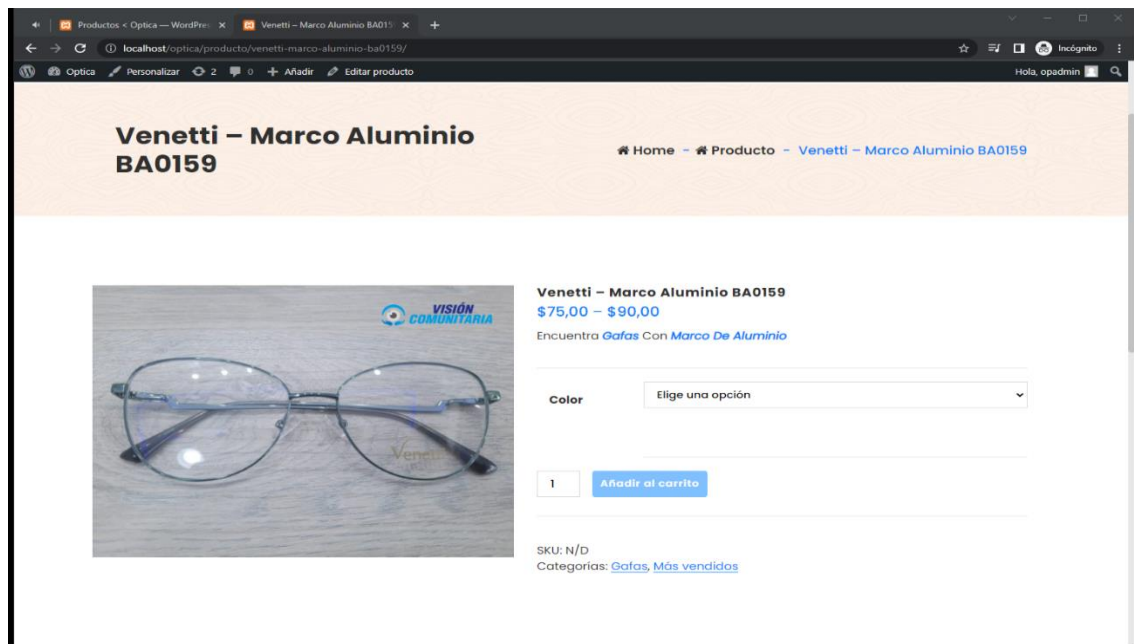 Productos < Optica — WordPres
Venetti – Marco Aluminio BA015
localhost/optica/producto/venetti-marco-aluminio-ba0159/
Incógnito
Optica Personalizar 2 0 Añadir Editar producto
Hola, opadmin
Venetti – Marco Aluminio
BA0159
Home - Producto - Venetti – Marco Aluminio BA0159
VISIÓN
COMUNITARIA
Venetti – Marco Aluminio BA0159
$75,00 – $90,00
Encuentra Gafas Con Marco De Aluminio
Color
Elige una opción
1 Añadir al carrito
SKU: N/D
Categorías: Gafas, Más vendidos